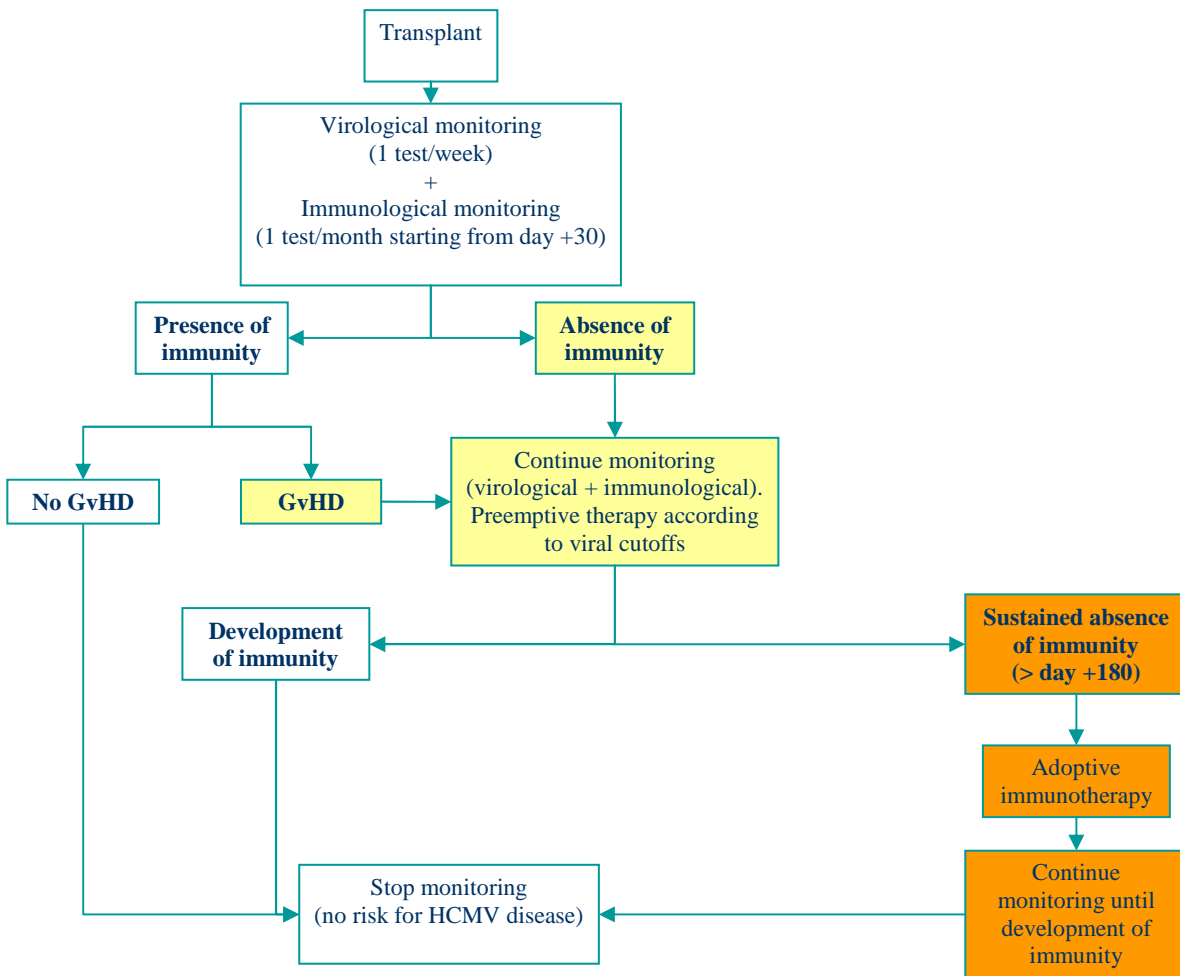 Transplant
Virological monitoring
(1 test/week)
+
Immunological monitoring
(1 test/month starting from day +30)
Presence of
immunity
Absence of
immunity
No GvHD
GvHD
Continue monitoring
(virological + immunological).
Preemptive therapy according
to viral cutoffs
Development
of immunity
Sustained absence
of immunity
(> day +180)
Adoptive
immunotherapy
Stop monitoring
(no risk for HCMV disease)
Continue
monitoring until
development of
immunity